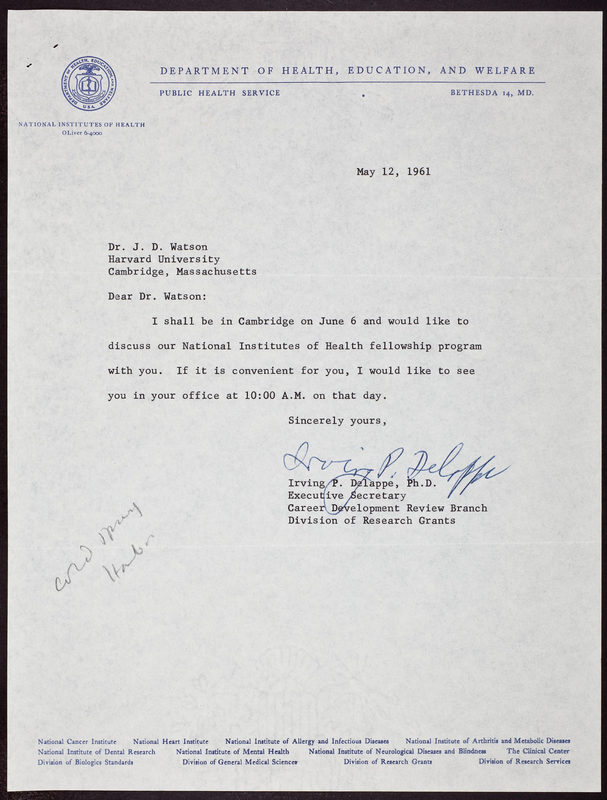 DEPARTMENT OF HEALTH, EDUCATION, AND WELFARE
PUBLIC HEALTH SERVICE BETHESDA 14, MD.
DEPARTMENT OF HEALTH, EDUCATION, AND WELFARE
U.S.A.
NATIONAL INSTITUTES OF HEALTH
OLiver 6-4000
May 12, 1961
Dr. J. D. Watson
Harvard University
Cambridge, Massachusetts
Dear Dr. Watson:
I shall be in Cambridge on June 6 and would like to
discuss our National Institutes of Health fellowship program
with you. If it is convenient for you, I would like to see
you in your office at 10:00 A.M. on that day.
Sincerely yours,
Irving P. Delappe
Irving P. Delappe, Ph.D.
Executive Secretary
Career Development Review Branch
Division of Research Grants
cold spring
Harbor
National Cancer Institute National Heart Institute National Institute of Allergy and Infectious Diseases National Institute of Arthritis and Metabolic Diseases
National Institute of Dental Research National Institute of Mental Health National Institute of Neurological Diseases and Blindness The Clinical Center
Division of Biologics Standards Division of General Medical Sciences Division of Research Grants Division of Research Services